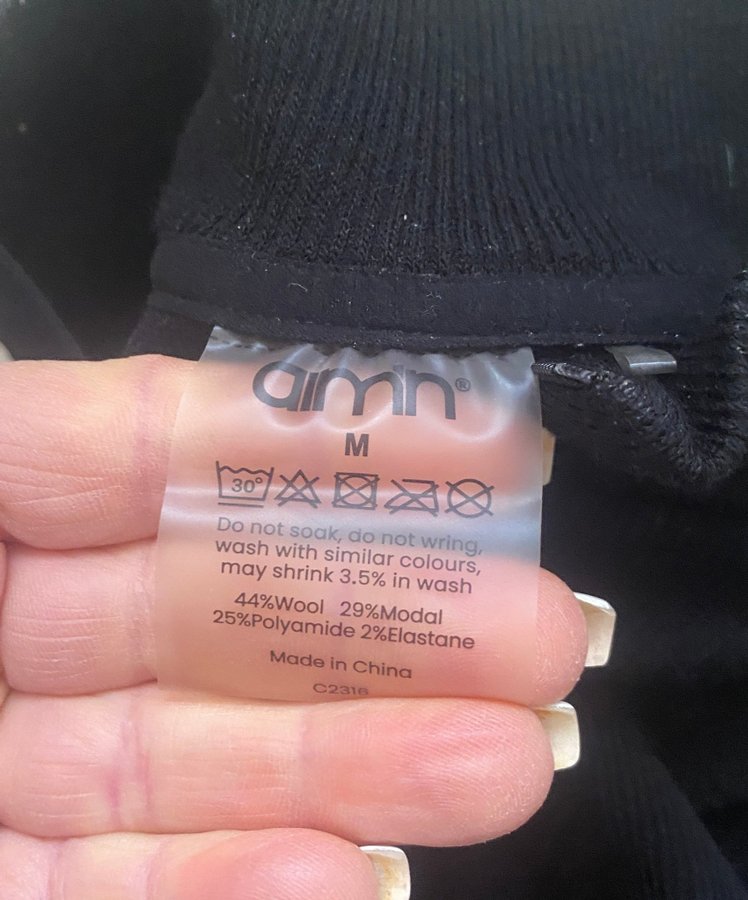 aim'n®
M
30°
Do not soak, do not wring,
wash with similar colours,
may shrink 3.5% in wash
44%Wool 29%Modal
25%Polyamide 2%Elastane
Made in China
C2316